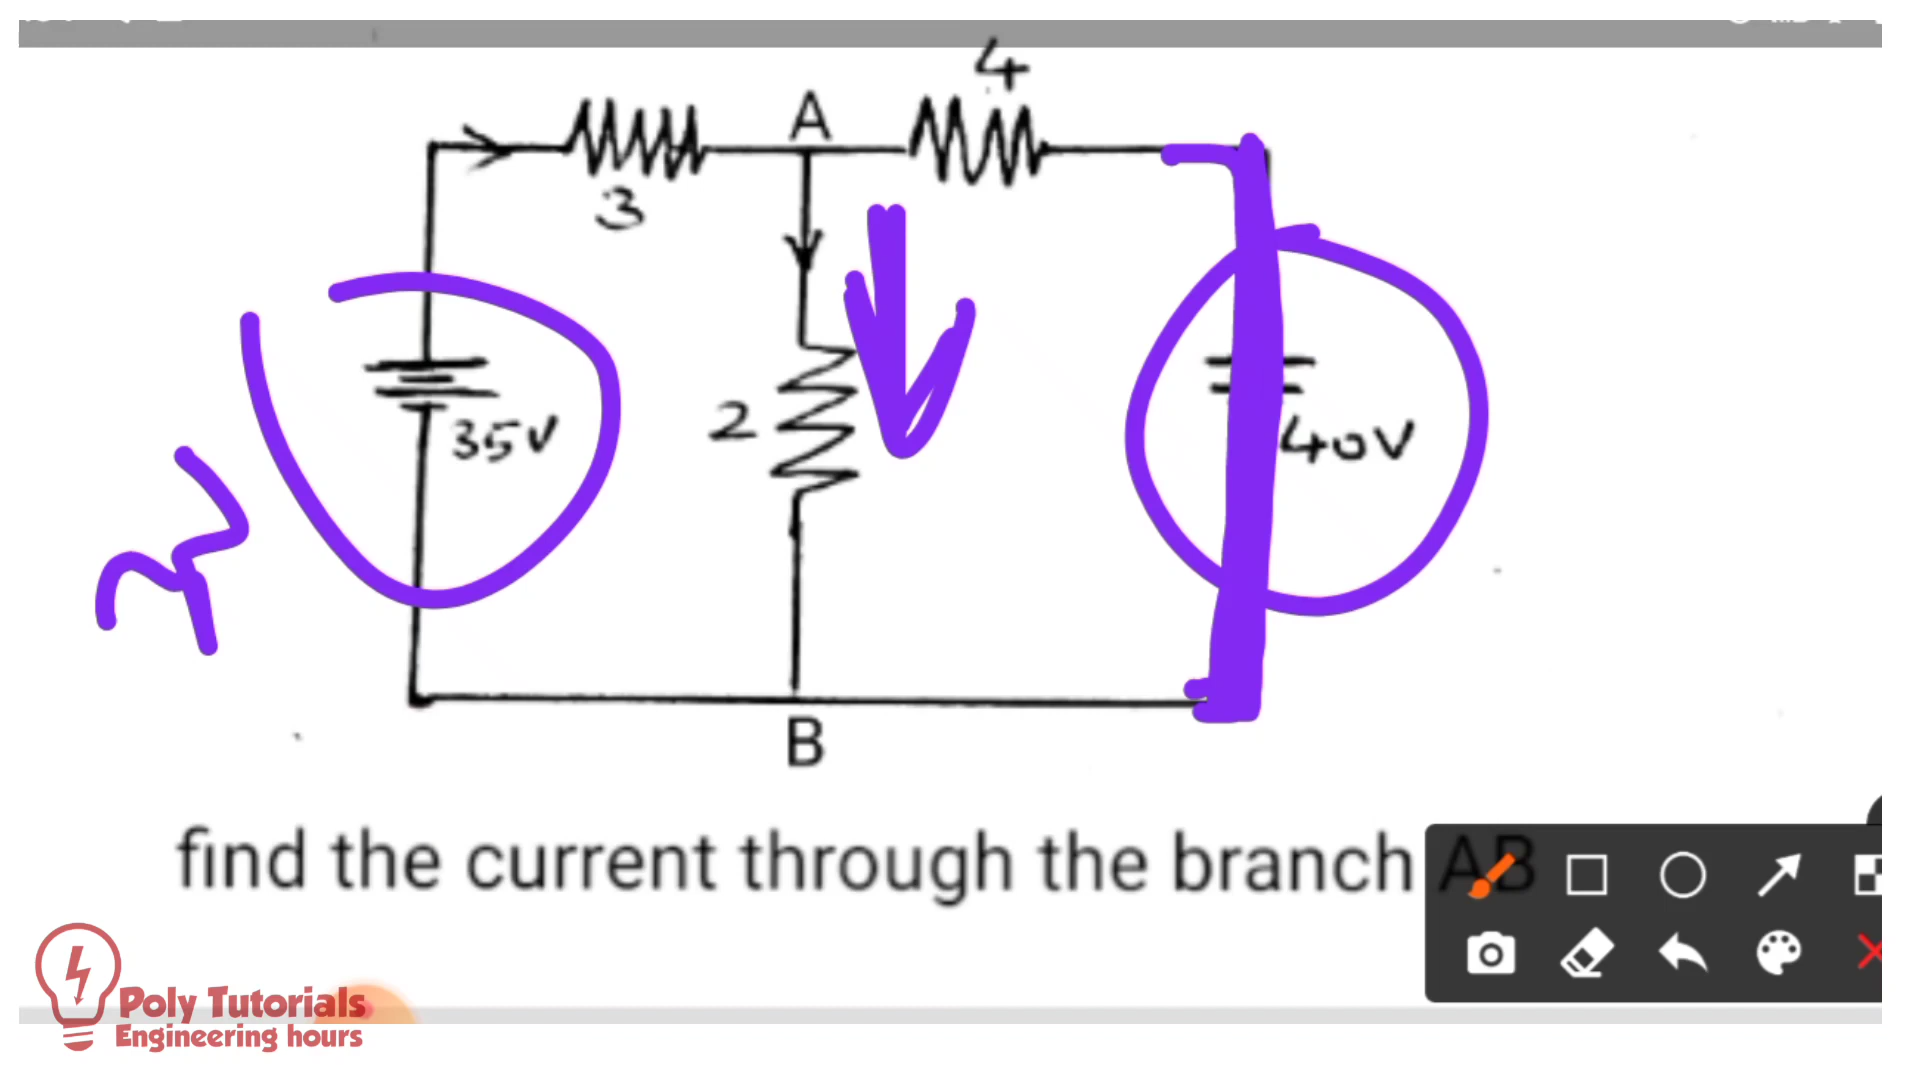 4
A
3
35V
2
40V
B
find the current through the branch AB
Poly Tutorials
Engineering hours